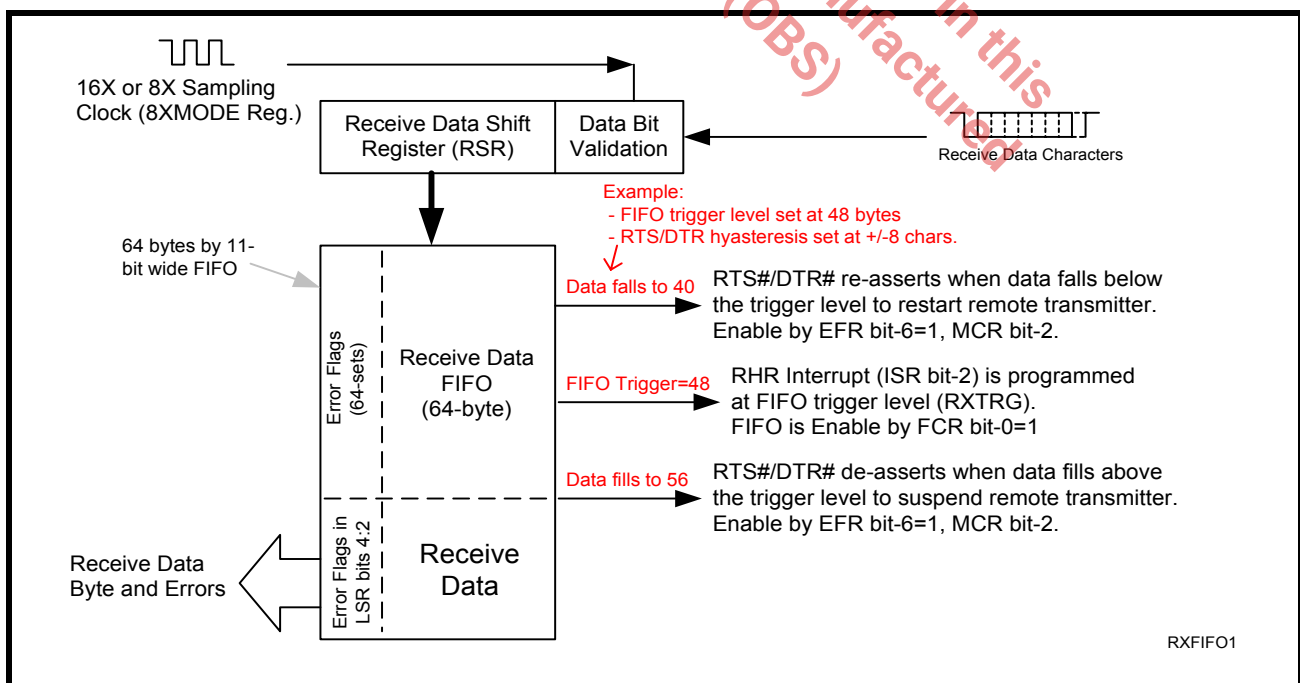 in this
nufactured
(OBS)
16X or 8X Sampling
Clock (8XMODE Reg.)
Receive Data Shift
Register (RSR)
Data Bit
Validation
Receive Data Characters
Example:
- FIFO trigger level set at 48 bytes
- RTS/DTR hyasteresis set at +/-8 chars.
64 bytes by 11-
bit wide FIFO
Data falls to 40
RTS#/DTR# re-asserts when data falls below
the trigger level to restart remote transmitter.
Enable by EFR bit-6=1, MCR bit-2.
Error Flags
(64-sets)
Receive Data
FIFO
(64-byte)
FIFO Trigger=48
RHR Interrupt (ISR bit-2) is programmed
at FIFO trigger level (RXTRG).
FIFO is Enable by FCR bit-0=1
Data fills to 56
RTS#/DTR# de-asserts when data fills above
the trigger level to suspend remote transmitter.
Enable by EFR bit-6=1, MCR bit-2.
Receive Data
Byte and Errors
Error Flags in
LSR bits 4:2
Receive
Data
RXFIFO1